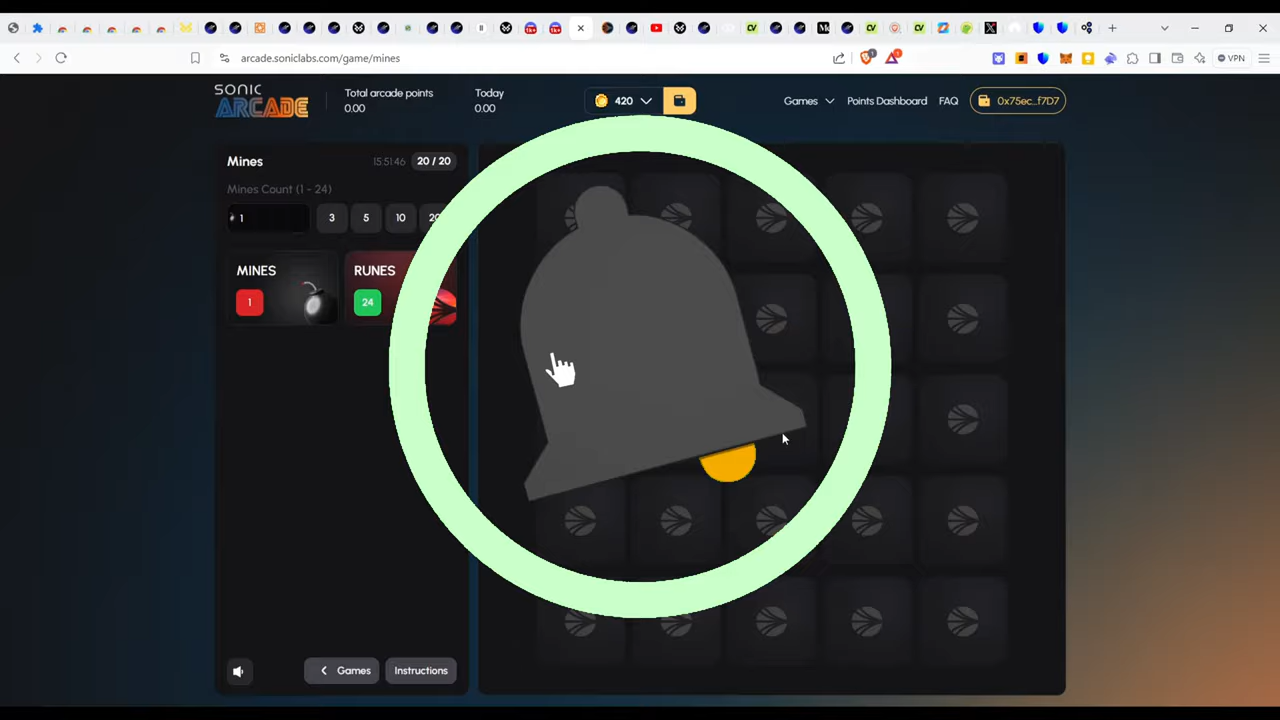 arcade.soniclabs.com/game/mines
VPN
SONIC
ARCADE
Total arcade points
0.00
Today
0.00
420
Games
Points Dashboard
FAQ
0x75ec...f7D7
Mines
15:51:46
20 / 20
Mines Count (1 - 24)
1
3
5
10
MINES
1
RUNES
24
Games
Instructions